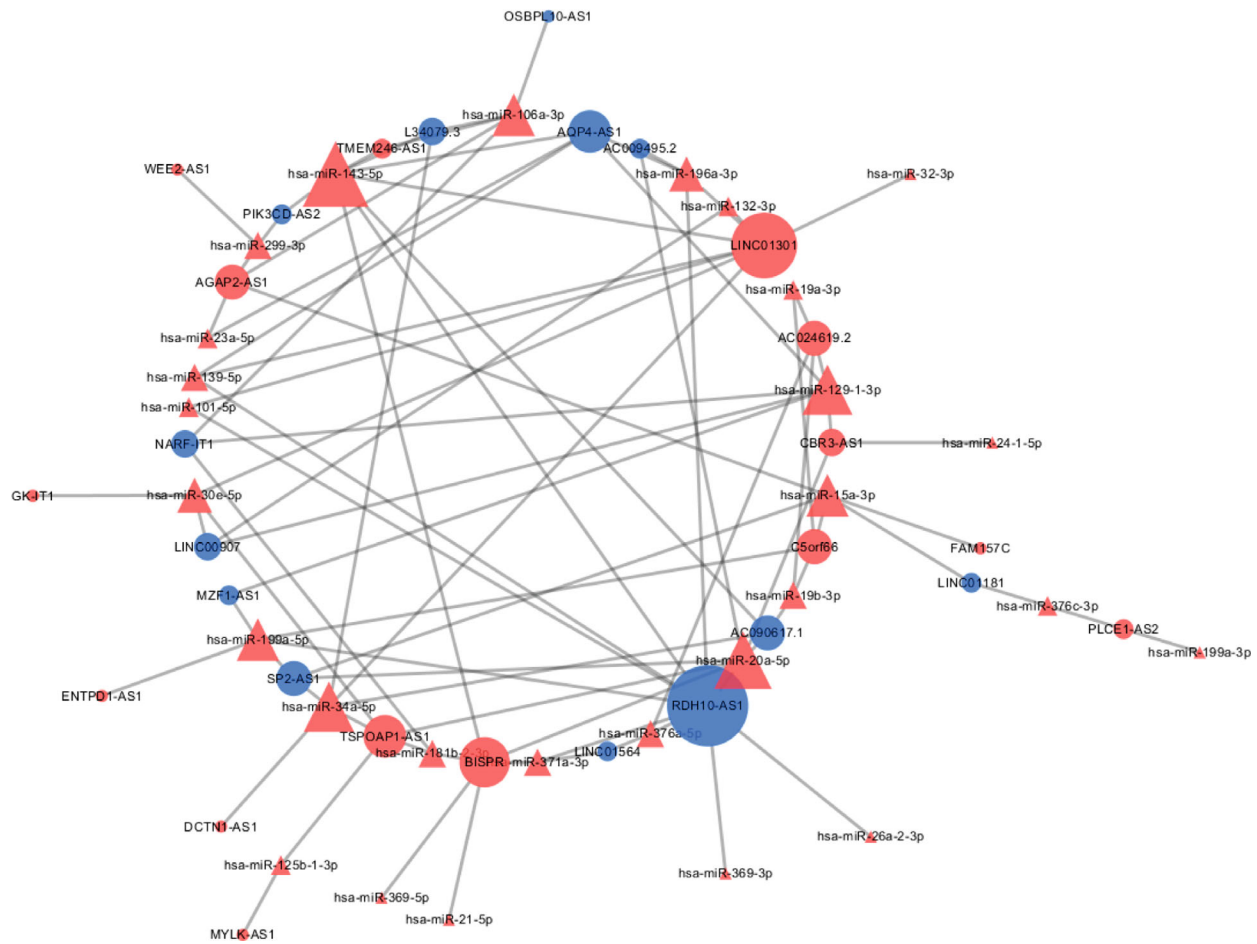 OSBPL10-AS1
hsa-miR-106a-3p
L34079.3
AQP4-AS1
TMEM246-AS1
AC009495.2
WEE2-AS1
hsa-miR-143-5p
hsa-miR-196a-3p
hsa-miR-32-3p
hsa-miR-132-3p
PIK3CD-AS2
hsa-miR-299-3p
LINC01301
AGAP2-AS1
hsa-miR-19a-3p
hsa-miR-23a-5p
AC024619.2
hsa-miR-139-5p
hsa-miR-129-1-3p
hsa-miR-101-5p
NARF-IT1
CBR3-AS1
hsa-miR-24-1-5p
GK-IT1
hsa-miR-30e-5p
hsa-miR-15a-3p
LINC00907
C5orf66
FAM157C
LINC01181
MZF1-AS1
hsa-miR-19b-3p
hsa-miR-376c-3p
PLCE1-AS2
hsa-miR-199a-5p
AC090617.1
hsa-miR-199a-3p
hsa-miR-20a-5p
SP2-AS1
ENTPD1-AS1
hsa-miR-34a-5p
RDH10-AS1
TSPOAP1-AS1
hsa-miR-376a-5p
hsa-miR-181b-2-3p
LINC01564
BISPR
miR-371a-3p
DCTN1-AS1
hsa-miR-26a-2-3p
hsa-miR-125b-1-3p
hsa-miR-369-3p
hsa-miR-369-5p
hsa-miR-21-5p
MYLK-AS1